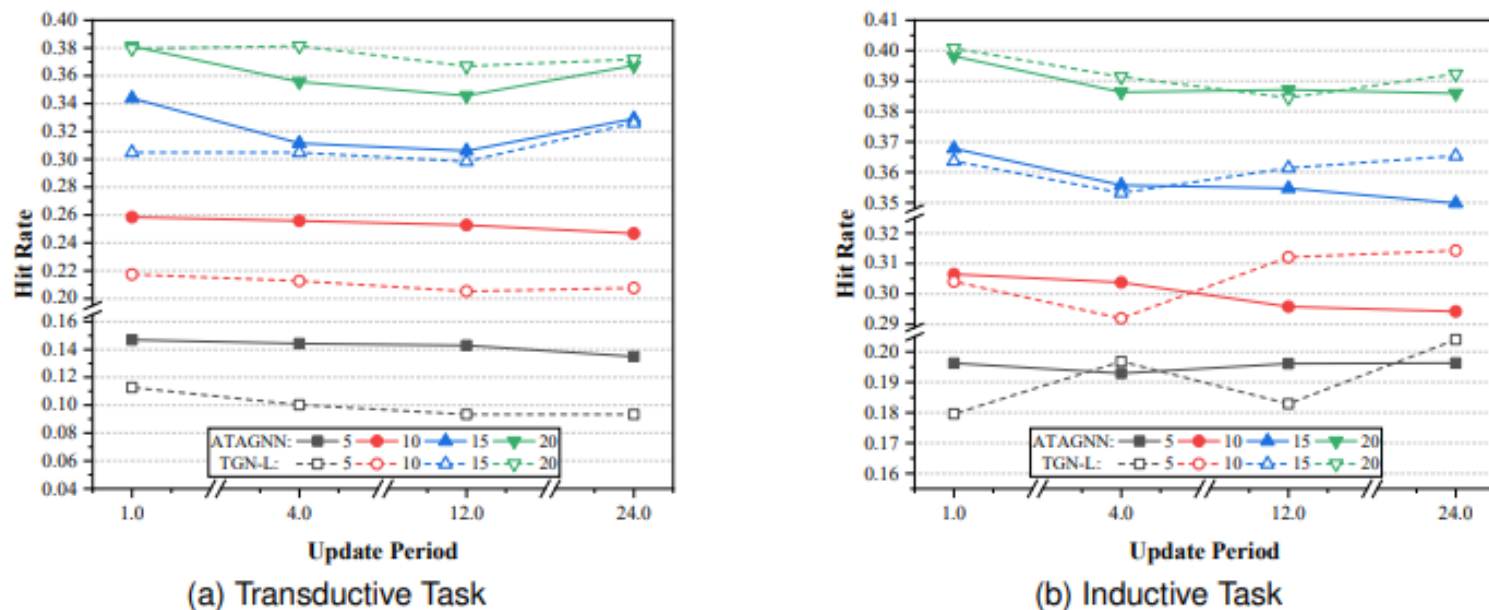 0.40
0.38
0.36
0.34
0.32
0.30
0.28
0.26
0.24
0.22
0.20
0.16
0.14
0.12
0.10
0.08
0.06
0.04
Hit Rate
ATAGNN: 5 10 15 20
TGN-L: 5 10 15 20
1.0 4.0 12.0 24.0
Update Period
(a) Transductive Task
0.41
0.40
0.39
0.38
0.37
0.36
0.35
0.32
0.31
0.30
0.29
0.20
0.19
0.18
0.17
0.16
Hit Rate
ATAGNN: 5 10 15 20
TGN-L: 5 10 15 20
1.0 4.0 12.0 24.0
Update Period
(b) Inductive Task